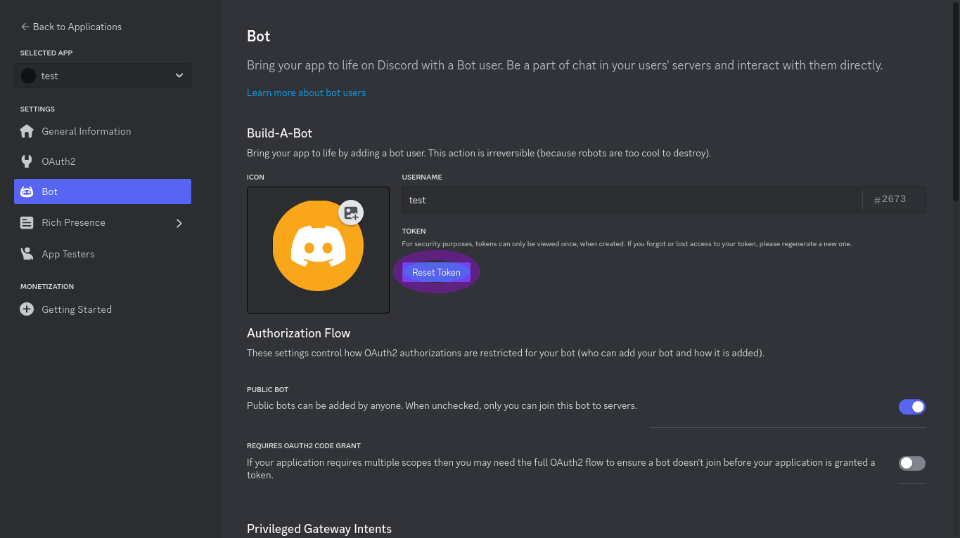 ← Back to Applications
SELECTED APP
test
SETTINGS
General Information
OAuth2
Bot
Rich Presence
App Testers
MONETIZATION
Getting Started
Bot
Bring your app to life on Discord with a Bot user. Be a part of chat in your users' servers and interact with them directly.
Learn more about bot users
Build-A-Bot
Bring your app to life by adding a bot user. This action is irreversible (because robots are too cool to destroy).
ICON
USERNAME
test
#2673
TOKEN
For security purposes, tokens can only be viewed once, when created. If you forgot or lost access to your token, please regenerate a new one.
Reset Token
Authorization Flow
These settings control how OAuth2 authorizations are restricted for your bot (who can add your bot and how it is added).
PUBLIC BOT
Public bots can be added by anyone. When unchecked, only you can join this bot to servers.
REQUIRES OAUTH2 CODE GRANT
If your application requires multiple scopes then you may need the full OAuth2 flow to ensure a bot doesn't join before your application is granted a
token.
Privileged Gateway Intents